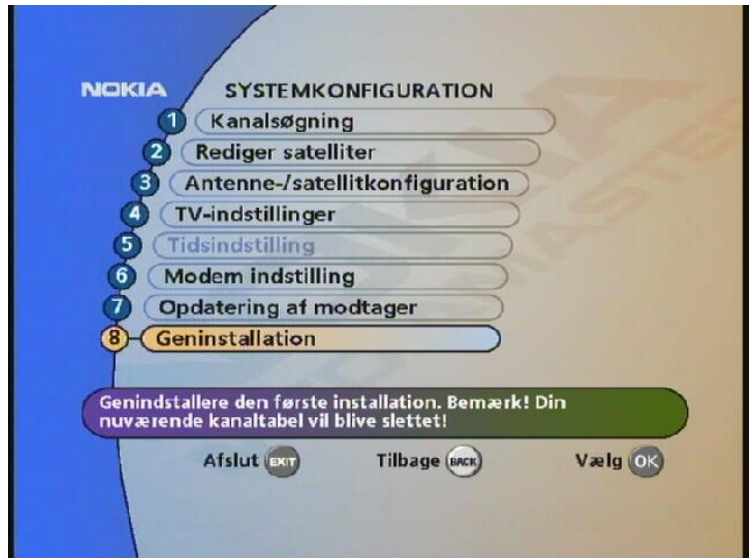 NOKIA SYSTEMKONFIGURATION
1 Kanalsøgning
2 Rediger satelliter
3 Antenne-/satellitkonfiguration
4 TV-indstillinger
5 Tidsindstilling
6 Modem indstilling
7 Opdatering af modtager
8 Geninstallation
Genindstallere den første installation. Bemærk! Din
nuværende kanaltabel vil blive slettet!
Afslut EXIT Tilbage BACK Vælg OK
NOKIA
MEDIAMASTER